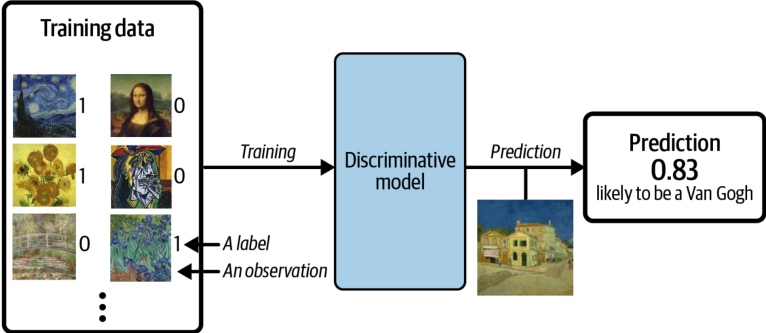 Training data
1
0
1
0
0
1
A label
An observation
Training
Discriminative
model
Prediction
Prediction
0.83
likely to be a Van Gogh